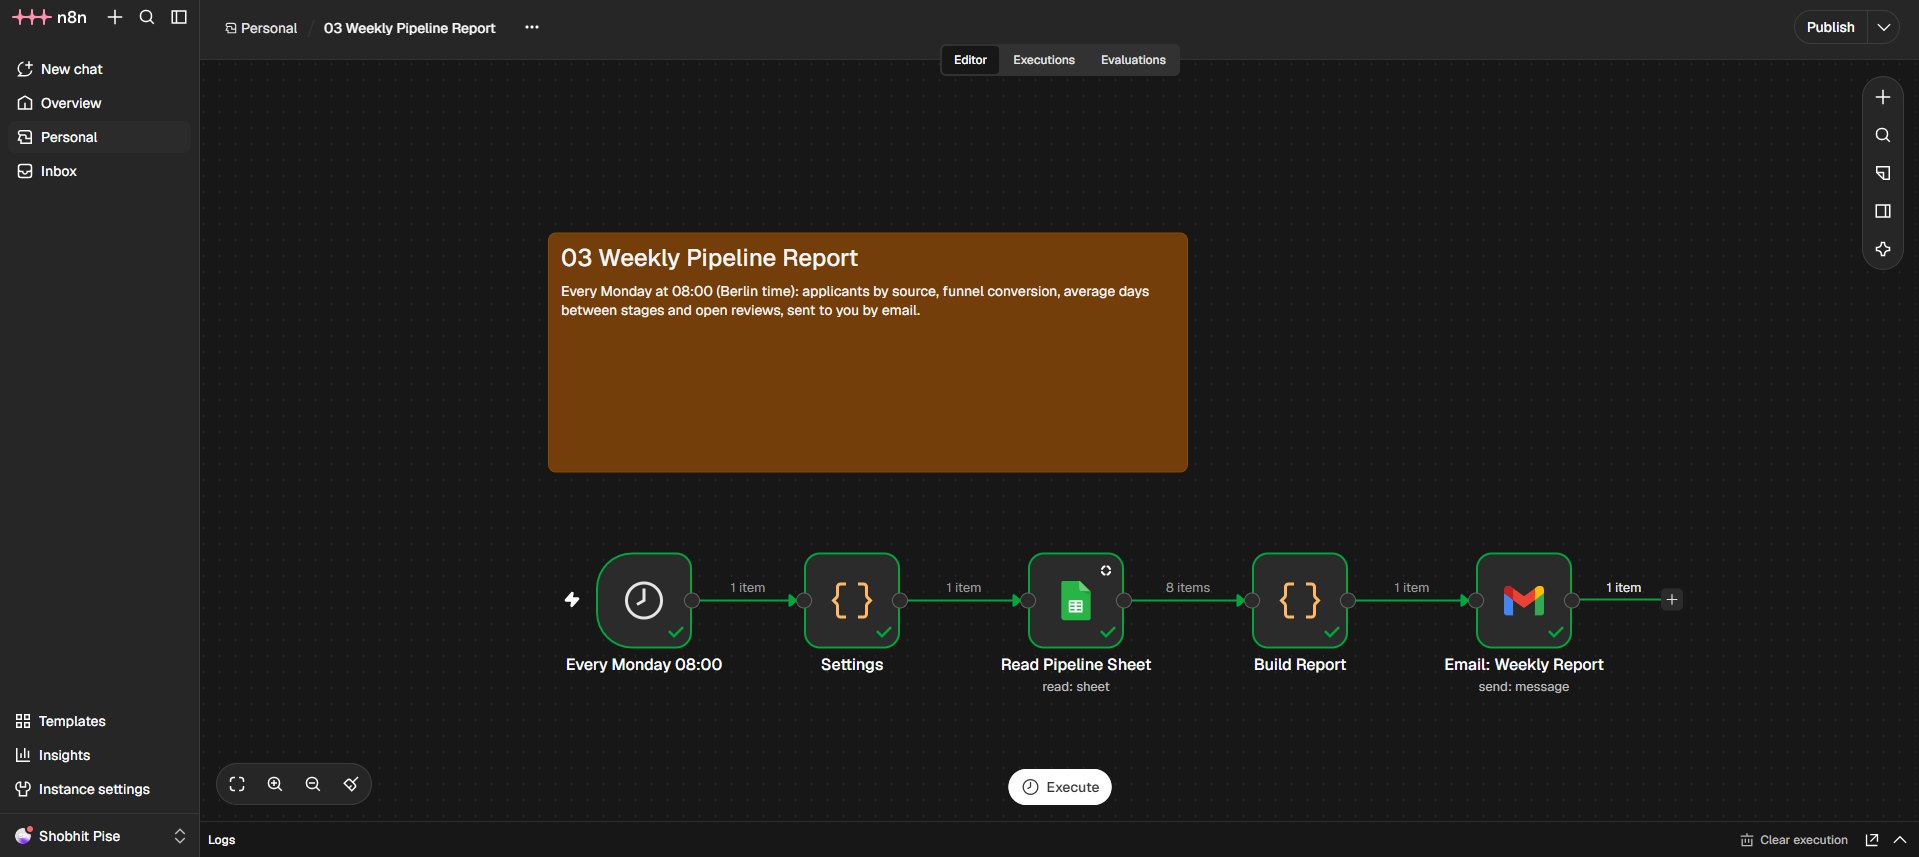 n8n
Personal / 03 Weekly Pipeline Report
Publish
Editor
Executions
Evaluations
New chat
Overview
Personal
Inbox
03 Weekly Pipeline Report
Every Monday at 08:00 (Berlin time): applicants by source, funnel conversion, average days
between stages and open reviews, sent to you by email.
1 item
1 item
8 items
1 item
1 item
Every Monday 08:00
Settings
Read Pipeline Sheet
read: sheet
Build Report
Email: Weekly Report
send: message
Templates
Insights
Instance settings
Shobhit Pise
Execute
Logs
Clear execution